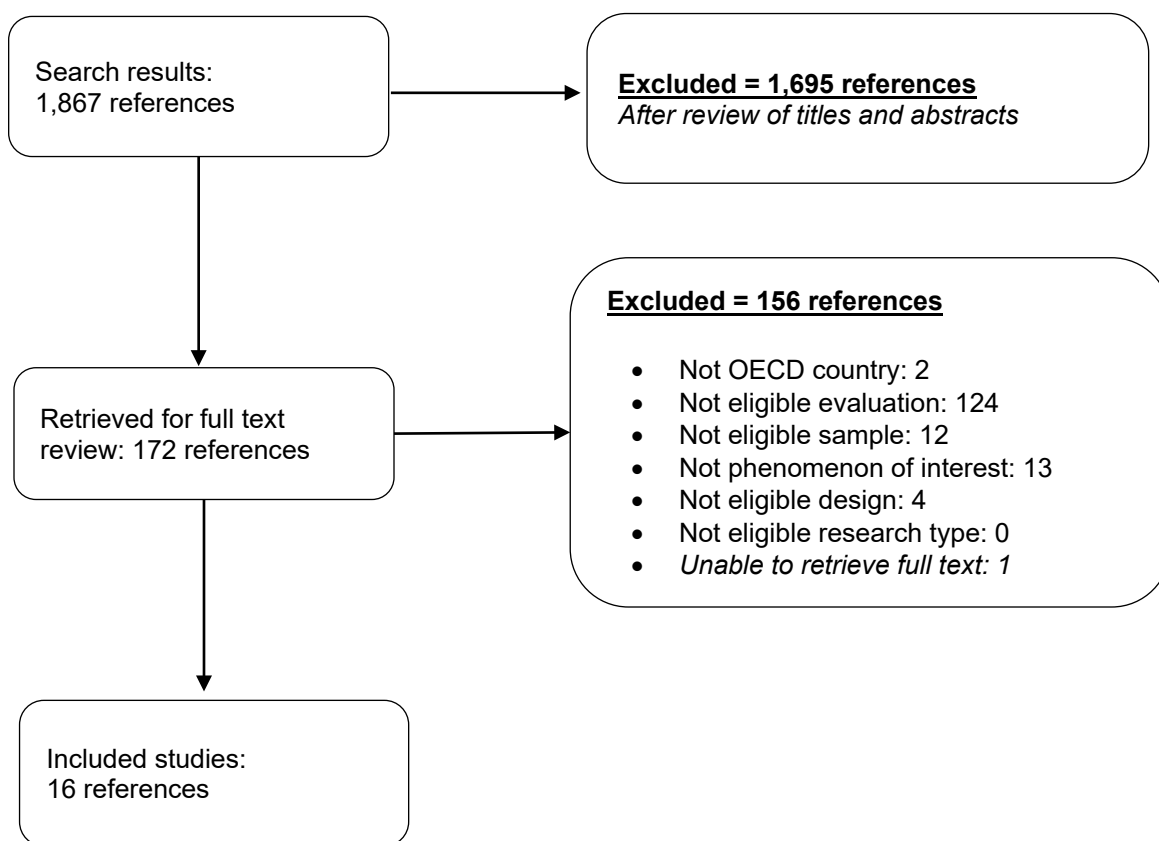 Search results:
1,867 references
Excluded = 1,695 references
After review of titles and abstracts
Excluded = 156 references
• Not OECD country: 2
• Not eligible evaluation: 124
• Not eligible sample: 12
• Not phenomenon of interest: 13
• Not eligible design: 4
• Not eligible research type: 0
• Unable to retrieve full text: 1
Retrieved for full text
review: 172 references
Included studies:
16 references